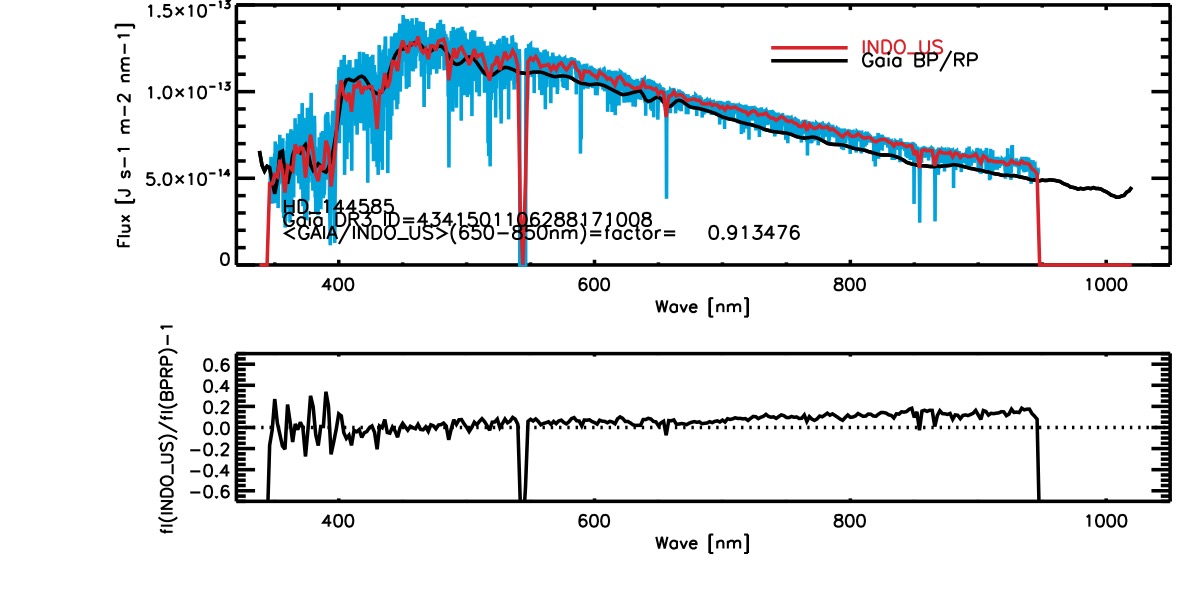 1.5×10−13
1.0×10−13
5.0×10−14
0
Flux [J s−1 m−2 nm−1]
INDO_US
Gaia BP/RP
HD_144585
Gaia DR3 ID=4341501106288171008
<GAIA/INDO_US>(650−850nm)=factor= 0.913476
400 600 800 1000
Wave [nm]
fl(INDO_US)/fl(BPRP)−1
0.6
0.4
0.2
0.0
−0.2
−0.4
−0.6
400 600 800 1000
Wave [nm]